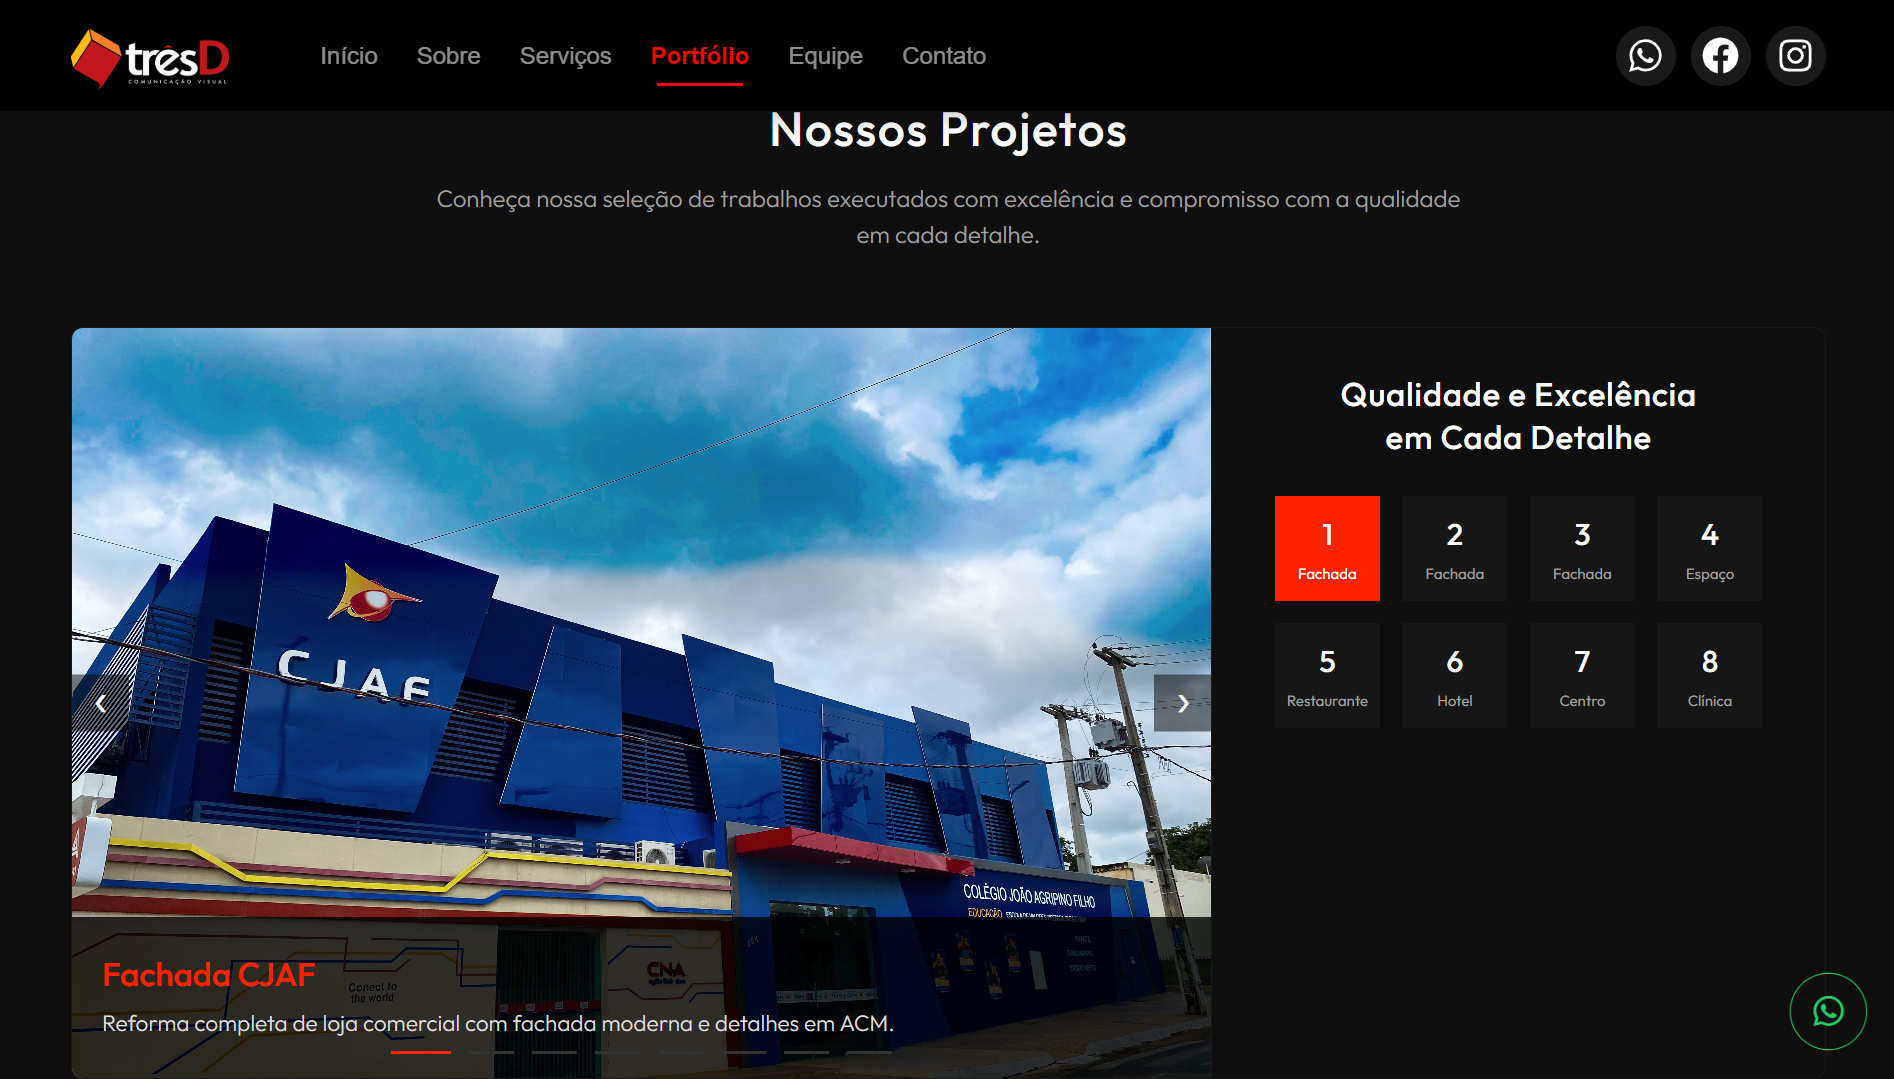 trêsD
COMUNICAÇÃO VISUAL
Início
Sobre
Serviços
Portfólio
Equipe
Contato
Nossos Projetos
Conheça nossa seleção de trabalhos executados com excelência e compromisso com a qualidade
em cada detalhe.
CJAF
COLÉGIO JOÃO AGRIPINO FILHO
EDUCAÇÃO
CNA
Conect to
the world
Fachada CJAF
Reforma completa de loja comercial com fachada moderna e detalhes em ACM.
Qualidade e Excelência
em Cada Detalhe
1
Fachada
2
Fachada
3
Fachada
4
Espaço
5
Restaurante
6
Hotel
7
Centro
8
Clínica